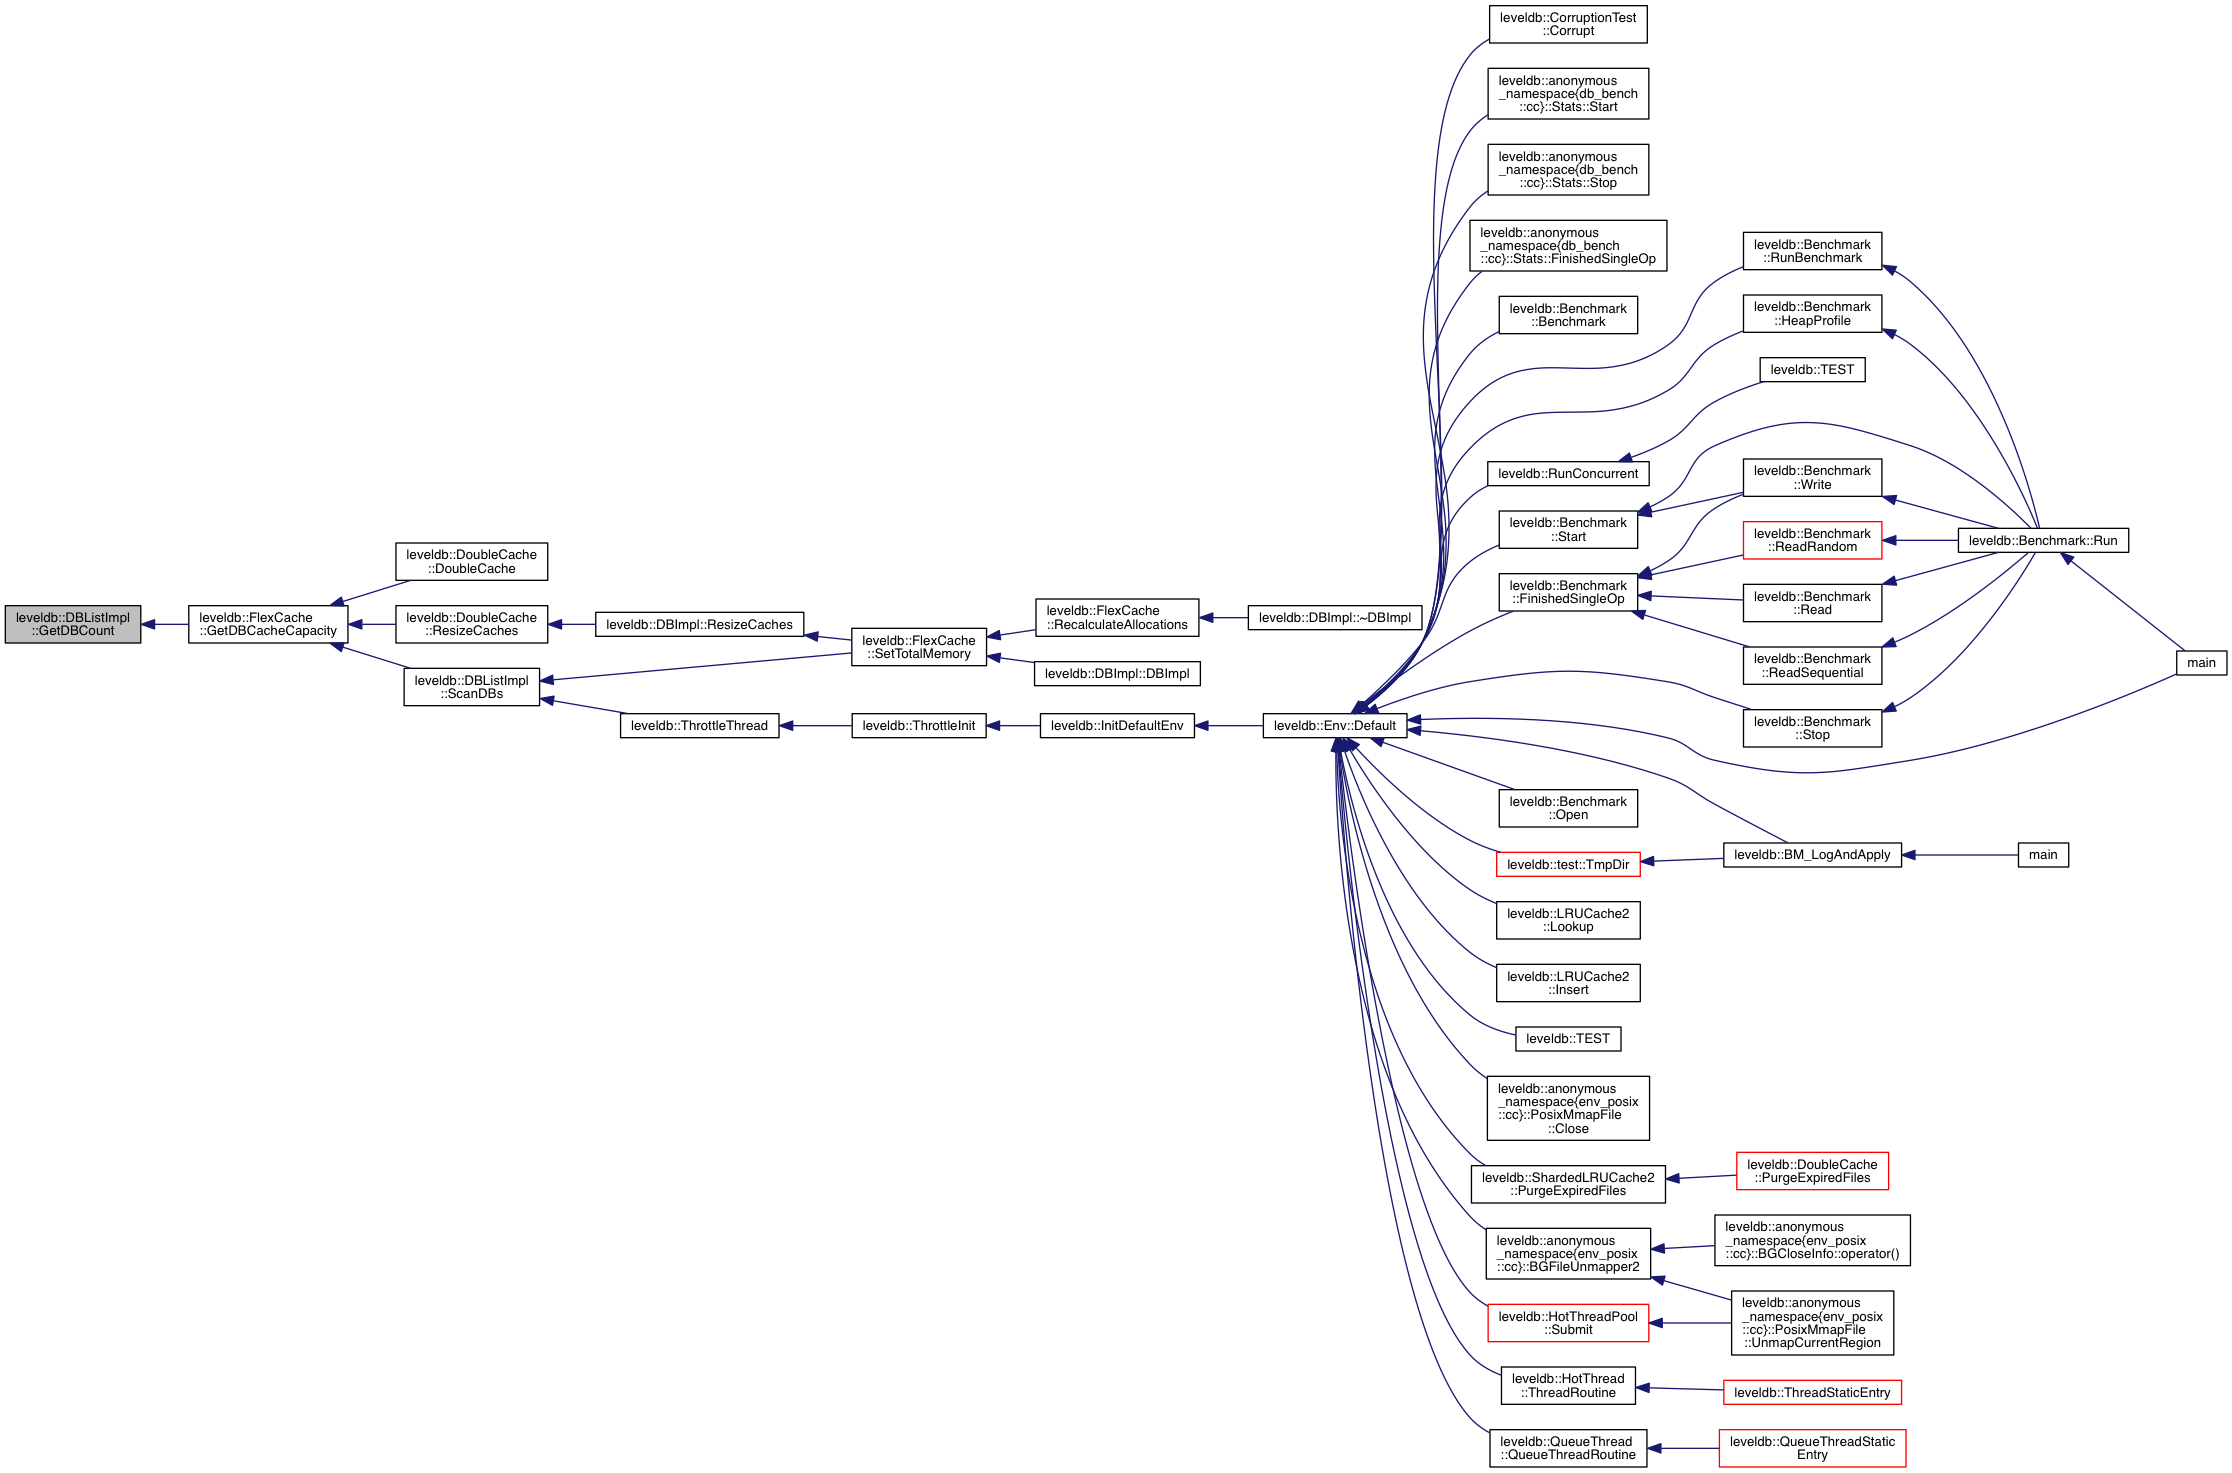 leveldb::DBListImpl
::GetDBCount
leveldb::FlexCache
::GetDBCacheCapacity
leveldb::DoubleCache
::DoubleCache
leveldb::DoubleCache
::ResizeCaches
leveldb::DBListImpl
::ScanDBs
leveldb::DBImpl::ResizeCaches
leveldb::ThrottleThread
leveldb::FlexCache
::SetTotalMemory
leveldb::ThrottleInit
leveldb::FlexCache
::RecalculateAllocations
leveldb::DBImpl::DBImpl
leveldb::InitDefaultEnv
leveldb::DBImpl::~DBImpl
leveldb::Env::Default
leveldb::CorruptionTest
::Corrupt
leveldb::anonymous
_namespace{db_bench
::cc}::Stats::Start
leveldb::anonymous
_namespace{db_bench
::cc}::Stats::Stop
leveldb::anonymous
_namespace{db_bench
::cc}::Stats::FinishedSingleOp
leveldb::Benchmark
::Benchmark
leveldb::RunConcurrent
leveldb::Benchmark
::Start
leveldb::Benchmark
::FinishedSingleOp
leveldb::Benchmark
::Open
leveldb::test::TmpDir
leveldb::LRUCache2
::Lookup
leveldb::LRUCache2
::Insert
leveldb::TEST
leveldb::anonymous
_namespace{env_posix
::cc}::PosixMmapFile
::Close
leveldb::ShardedLRUCache2
::PurgeExpiredFiles
leveldb::anonymous
_namespace{env_posix
::cc}::BGFileUnmapper2
leveldb::HotThreadPool
::Submit
leveldb::HotThread
::ThreadRoutine
leveldb::QueueThread
::QueueThreadRoutine
leveldb::Benchmark
::RunBenchmark
leveldb::Benchmark
::HeapProfile
leveldb::TEST
leveldb::Benchmark
::Write
leveldb::Benchmark
::ReadRandom
leveldb::Benchmark
::Read
leveldb::Benchmark
::ReadSequential
leveldb::Benchmark
::Stop
leveldb::BM_LogAndApply
leveldb::DoubleCache
::PurgeExpiredFiles
leveldb::anonymous
_namespace{env_posix
::cc}::BGCloseInfo::operator()
leveldb::anonymous
_namespace{env_posix
::cc}::PosixMmapFile
::UnmapCurrentRegion
leveldb::ThreadStaticEntry
leveldb::QueueThreadStatic
Entry
leveldb::Benchmark::Run
main
main